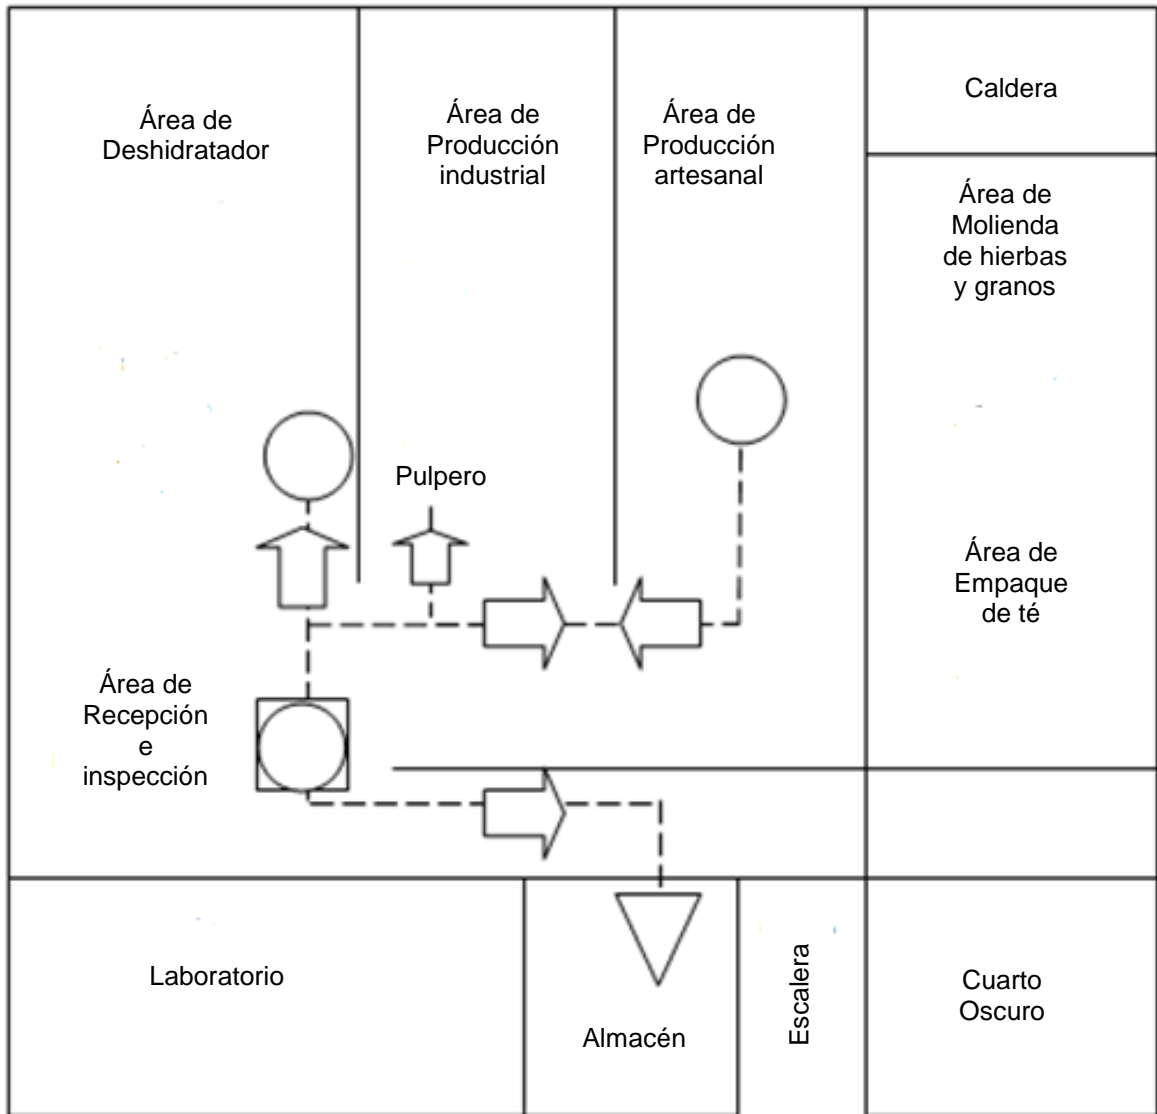 Área de
Deshidratador
Área de
Producción
industrial
Área de
Producción
artesanal
Caldera
Área de
Molienda
de hierbas
y granos
Pulpero
Área de
Empaque
de té
Área de
Recepción
e
inspección
Laboratorio
Almacén
Escalera
Cuarto
Oscuro